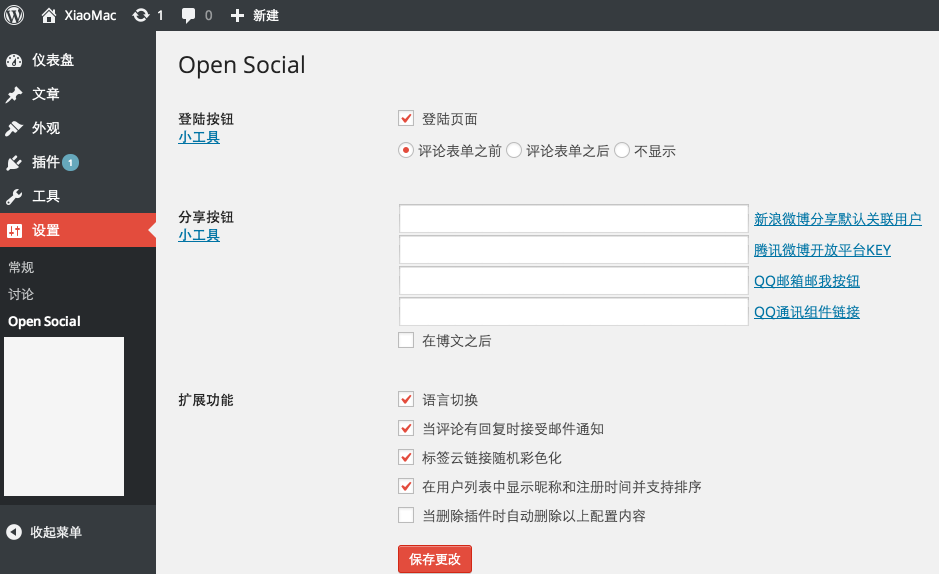 XiaoMac 1 0 新建
仪表盘
文章
外观
插件 1
工具
设置
常规
讨论
Open Social
收起菜单
Open Social
登陆按钮
小工具
登陆页面
评论表单之前 评论表单之后 不显示
分享按钮
小工具
新浪微博分享默认关联用户
腾讯微博开放平台KEY
QQ邮箱邮我按钮
QQ通讯组件链接
在博文之后
扩展功能
语言切换
当评论有回复时接受邮件通知
标签云链接随机彩色化
在用户列表中显示昵称和注册时间并支持排序
当删除插件时自动删除以上配置内容
保存更改